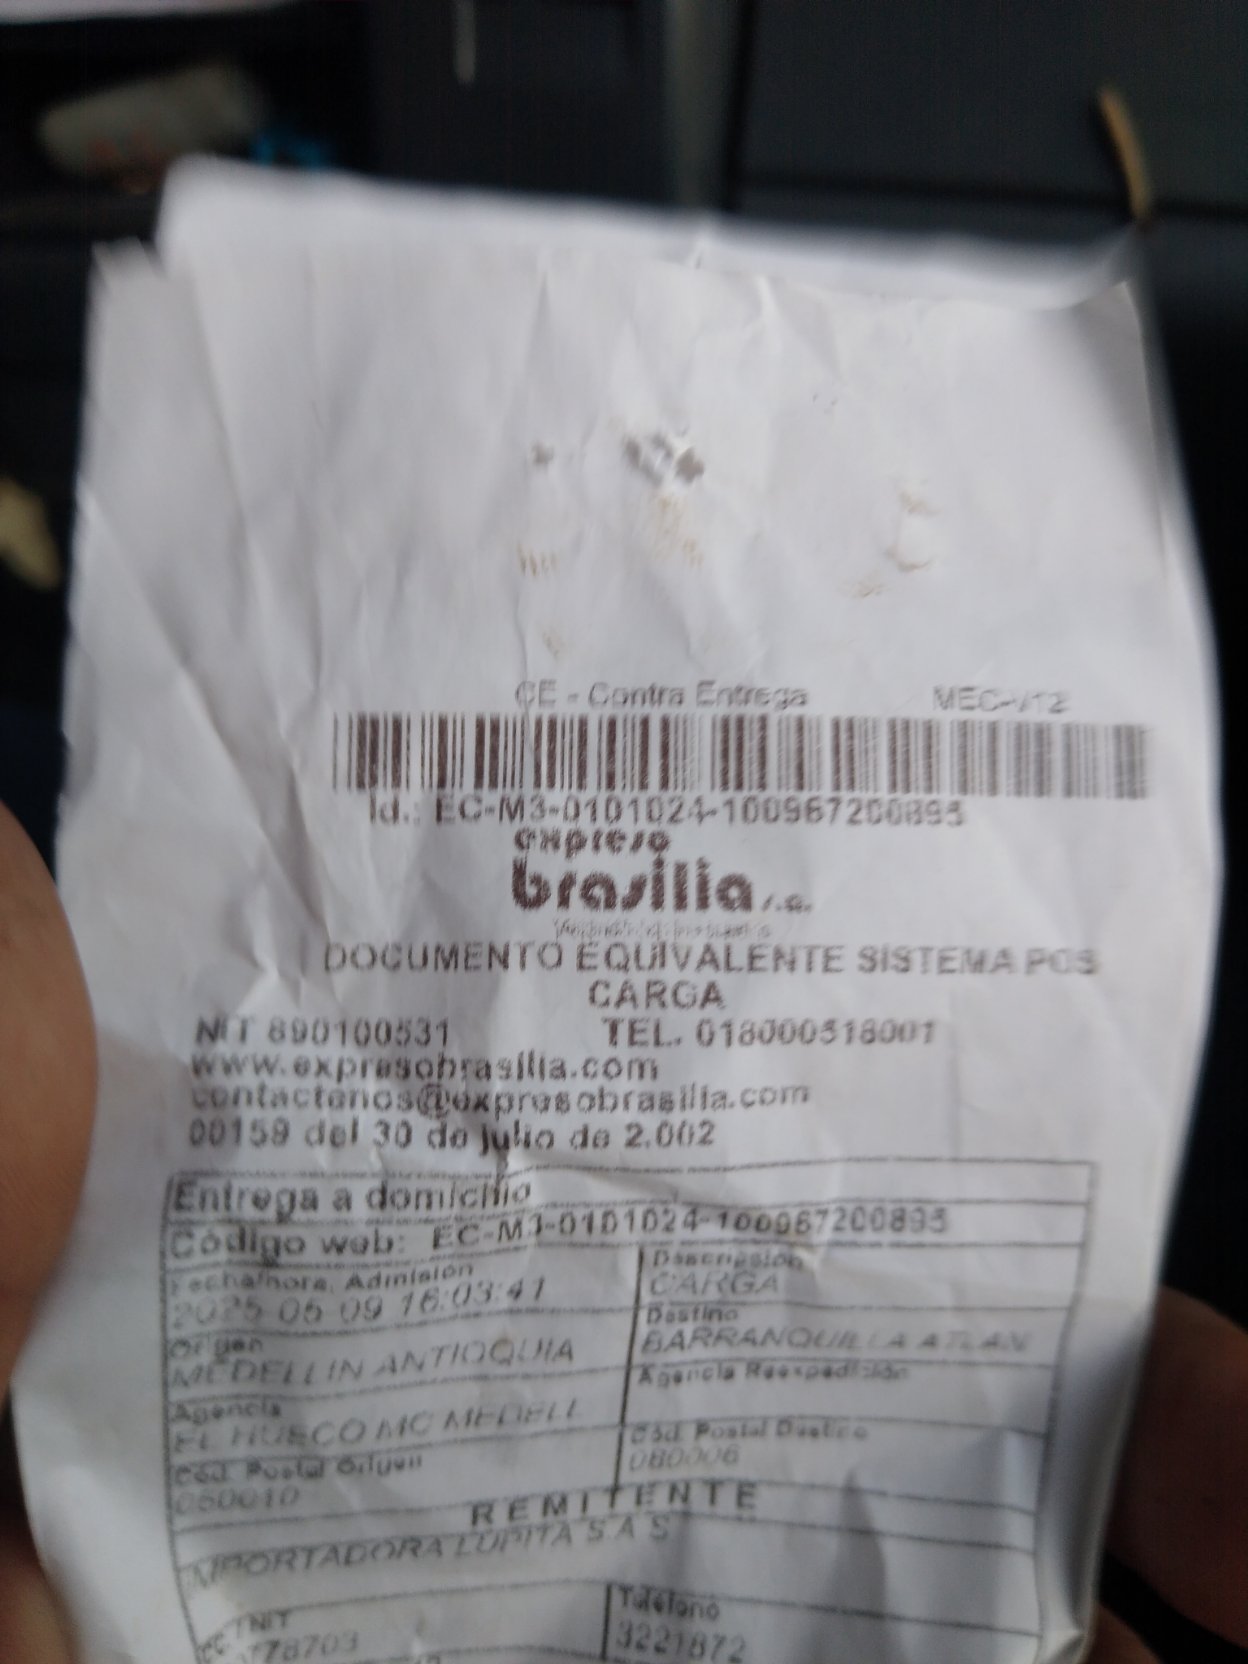 CE - Contra Entrega MEC-V12
Id.: EC-M3-0101024-100967200895
expreso
brasilia s.a.
DOCUMENTO EQUIVALENTE SISTEMA POS
CARGA
NIT 890100531 TEL. 018000518001
www.expresobrasilia.com
contactenos@expresobrasilia.com
00159 del 30 de julio de 2.002
Entrega a domicilio
Código web: EC-M3-0101024-100967200895
Fecha/hora, Admisión Descripción
2025 05 09 16:03:41 CARGA
Origen Destino
MEDELLIN ANTIOQUIA BARRANQUILLA ATLAN
Agencia Agencia Reexpedición
EL HUECO MC MEDELL
Cód. Postal Origen Cód. Postal Destino
050010 080006
REMITENTE
IMPORTADORA LUPITA S A S
CC / NIT Teléfono
778703 3221872